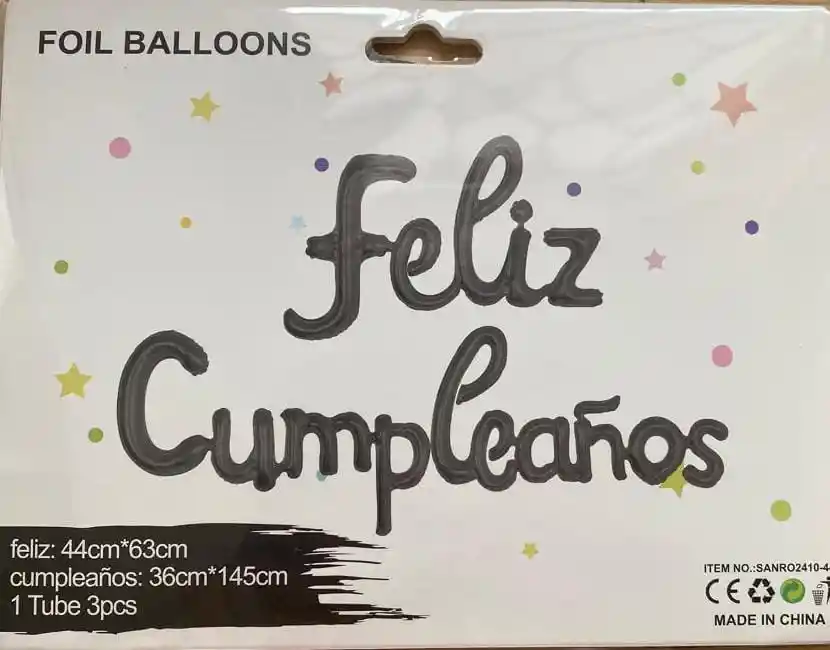 FOIL BALLOONS
feliz
Cumpleaños
feliz: 44cm*63cm
cumpleaños: 36cm*145cm
1 Tube 3pcs
ITEM NO.:SANRO2410-4
CE
MADE IN CHINA